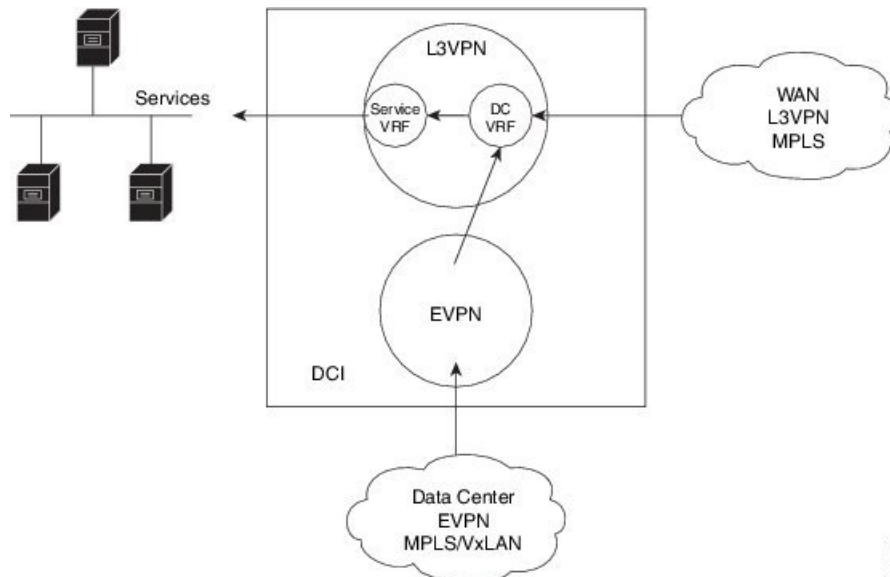 L3VPN
Services
Service
VRF
DC
VRF
WAN
L3VPN
MPLS
EVPN
DCI
Data Center
EVPN
MPLS/VxLAN